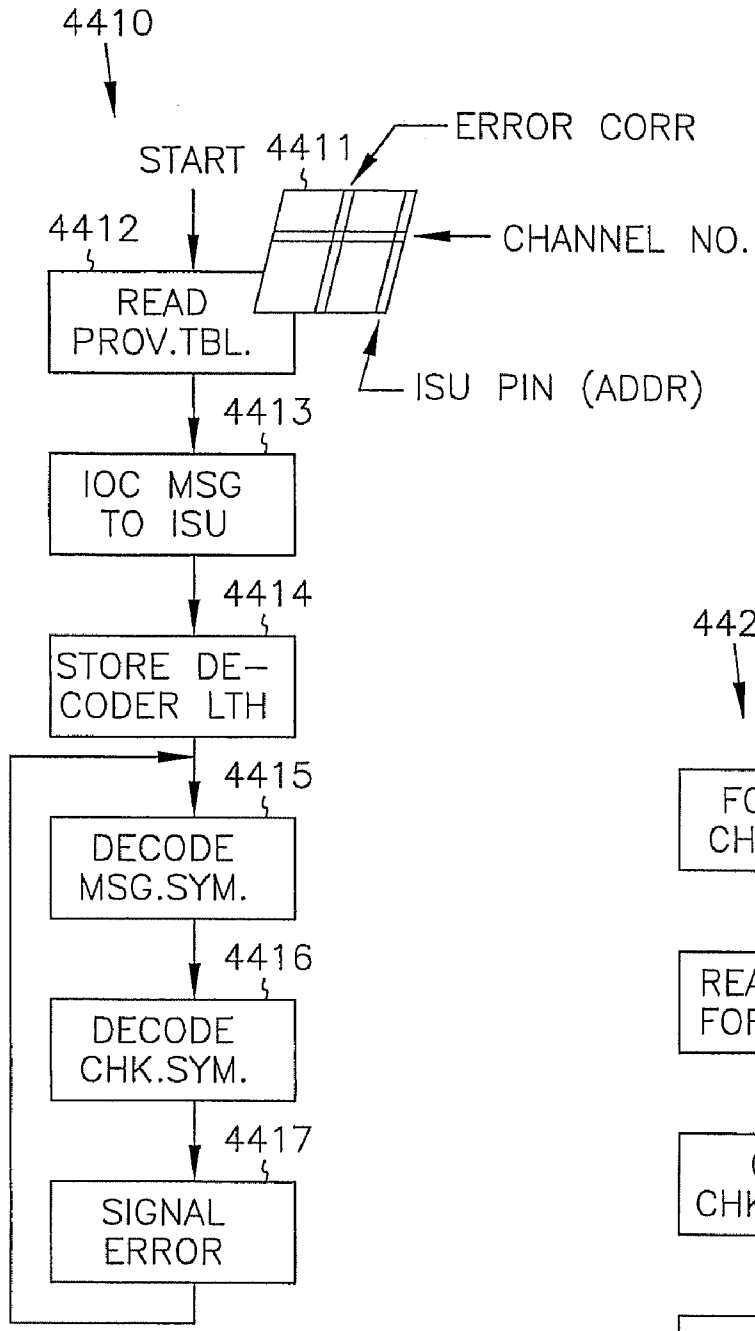 4410
START
4411
ERROR CORR
CHANNEL NO.
ISU PIN (ADDR)
4412
READ
PROV.TBL.
4413
IOC MSG
TO ISU
4414
STORE DE-
CODER LTH
4415
DECODE
MSG.SYM.
4416
DECODE
CHK.SYM.
4417
SIGNAL
ERROR
442